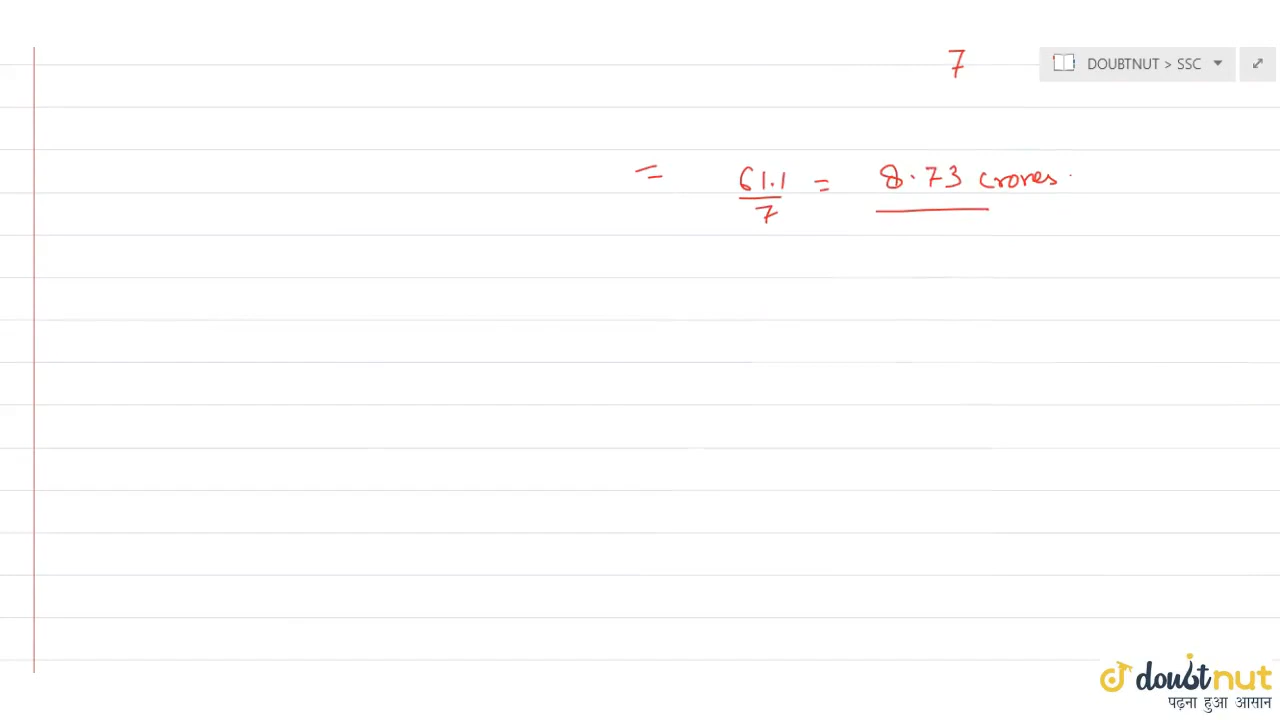 7
DOUBTNUT > SSC
= 61.1/7 = 8.73 crores.
doubtnut
पढ़ना हुआ आसान